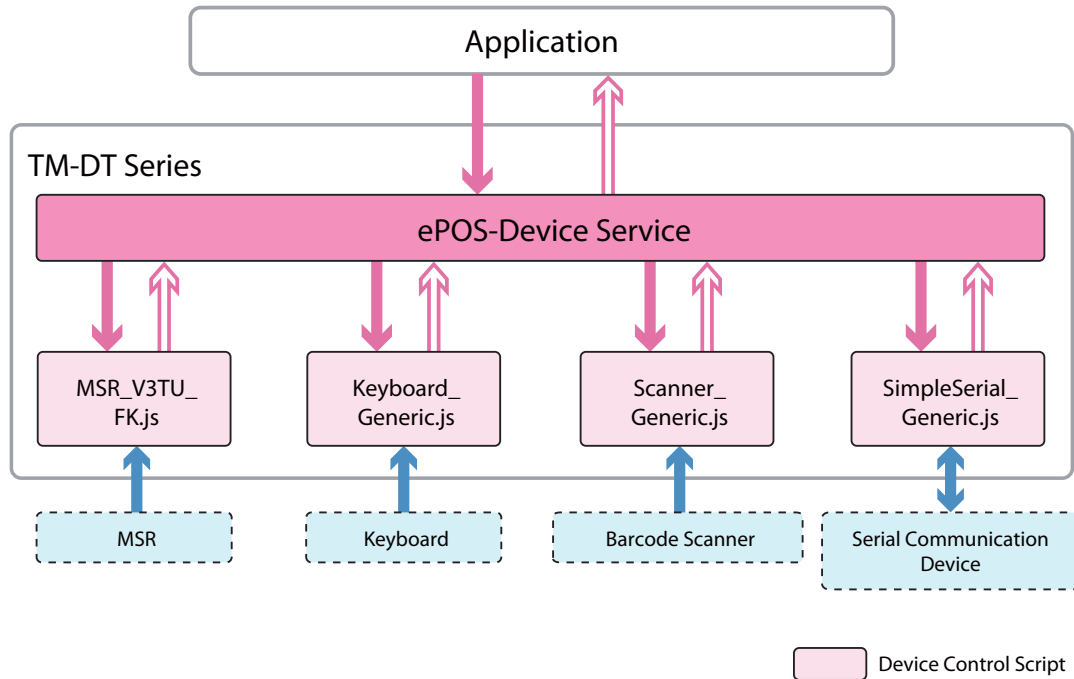 Application
TM-DT Series
ePOS-Device Service
MSR_V3TU_
FK.js
Keyboard_
Generic.js
Scanner_
Generic.js
SimpleSerial_
Generic.js
MSR
Keyboard
Barcode Scanner
Serial Communication
Device
Device Control Script